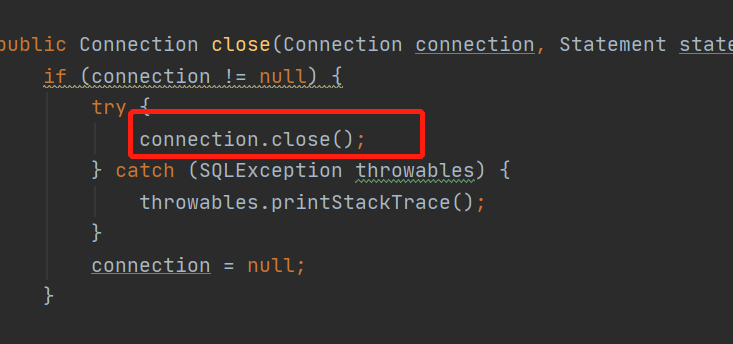 public Connection close(Connection connection, Statement state
if (connection != null) {
try {
connection.close();
} catch (SQLException throwables) {
throwables.printStackTrace();
}
connection = null;
}